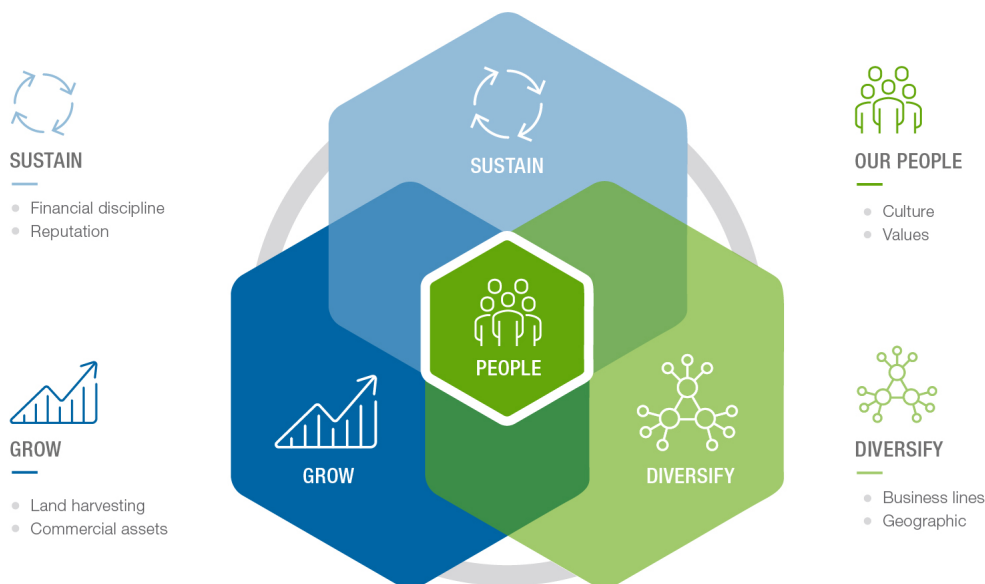 SUSTAIN
Financial discipline
Reputation
GROW
Land harvesting
Commercial assets
SUSTAIN
PEOPLE
GROW
DIVERSIFY
OUR PEOPLE
Culture
Values
DIVERSIFY
Business lines
Geographic